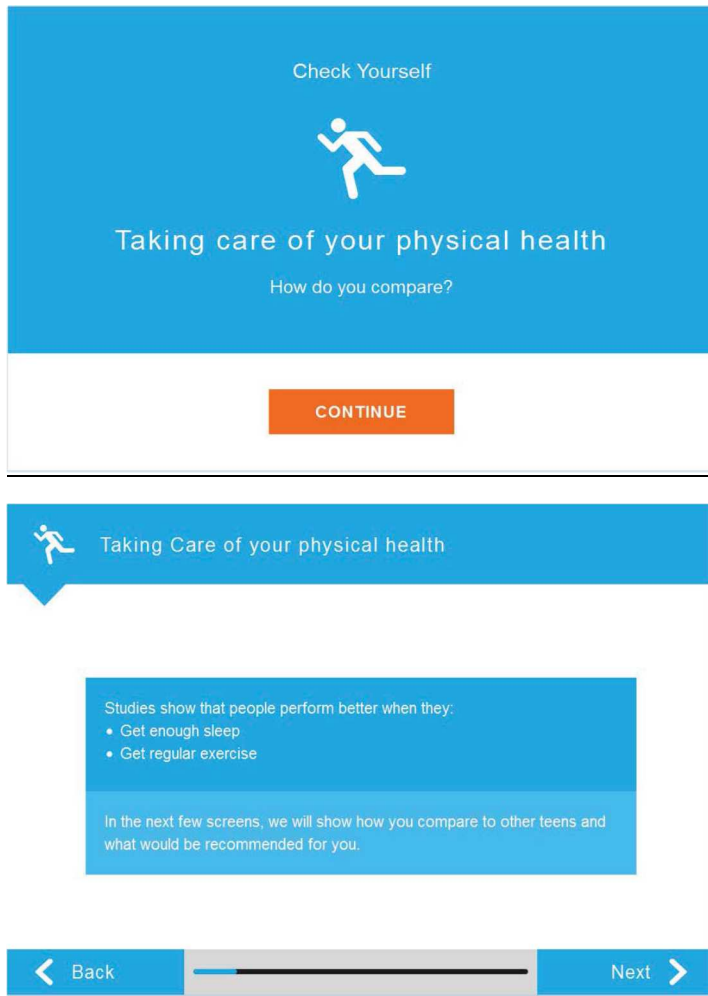 Check Yourself
Taking care of your physical health
How do you compare?
CONTINUE
Taking Care of your physical health
Studies show that people perform better when they:
• Get enough sleep
• Get regular exercise
In the next few screens, we will show how you compare to other teens and
what would be recommended for you.
Back
Next